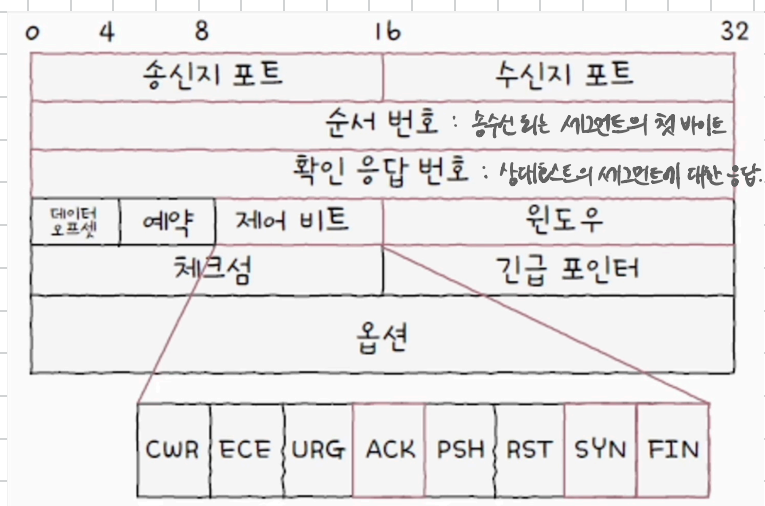 0 4 8 16 32
송신지 포트 수신지 포트
순서 번호 : 송수신 되는 세그먼트의 첫 바이트
확인 응답 번호 : 상대호스트의 세그먼트에 대한 응답.
데이터 오프셋 예약 제어 비트 윈도우
체크섬 긴급 포인터
옵션
CWR ECE URG ACK PSH RST SYN FIN